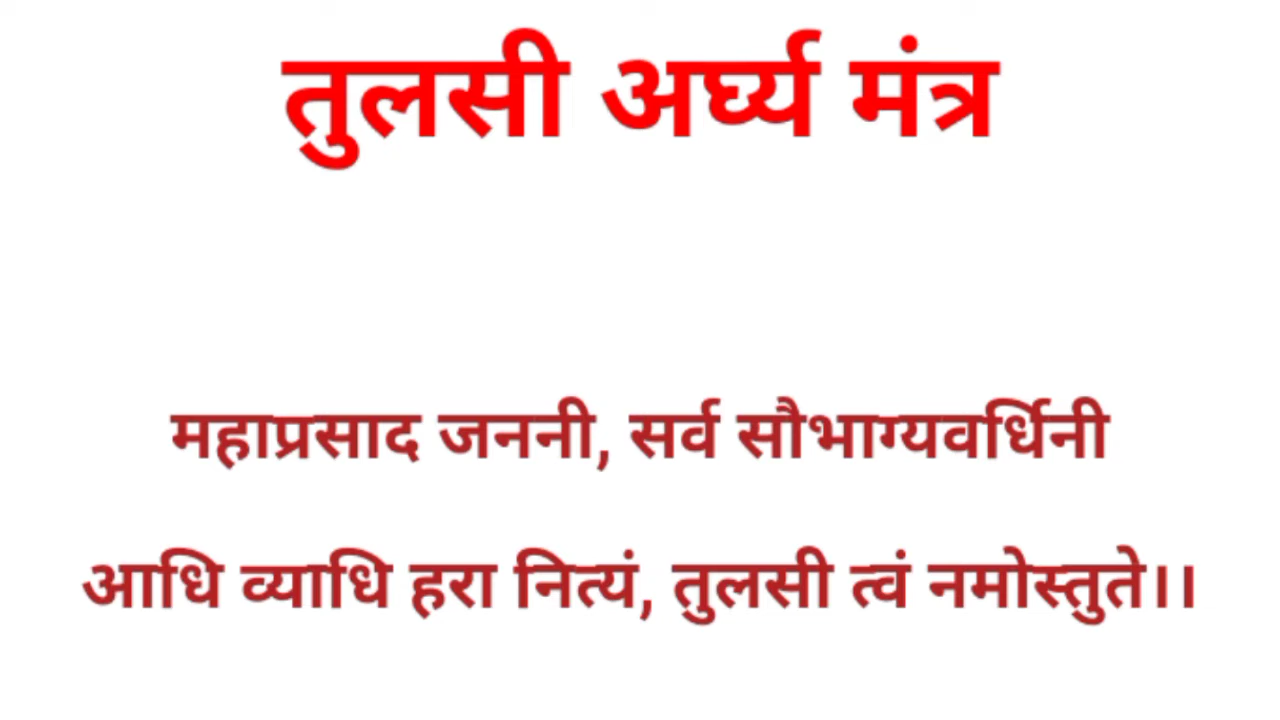 तुलसी अर्घ्य मंत्र
महाप्रसाद जननी, सर्व सौभाग्यवर्धिनी
आधि व्याधि हरा नित्यं, तुलसी त्वं नमोस्तुते।।